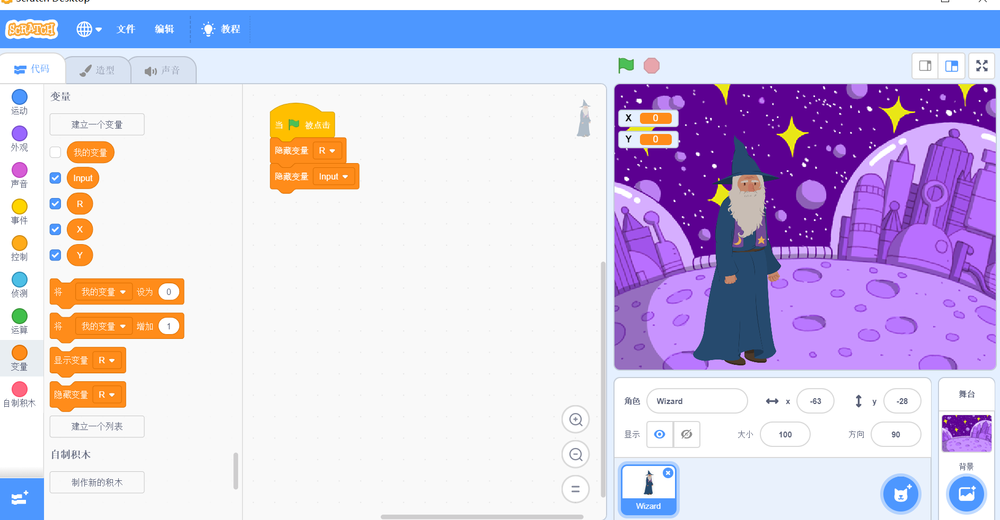 Scratch Desktop
SCRATCH
文件 编辑 教程
代码 造型 声音
运动
外观
声音
事件
控制
侦测
运算
变量
自制积木
变量
建立一个变量
我的变量
Input
R
X
Y
将 我的变量 设为 0
将 我的变量 增加 1
显示变量 R
隐藏变量 R
建立一个列表
自制积木
制作新的积木
当 被点击
隐藏变量 R
隐藏变量 Input
X 0
Y 0
角色 Wizard x -63 y -28
显示 大小 100 方向 90
Wizard
舞台
背景